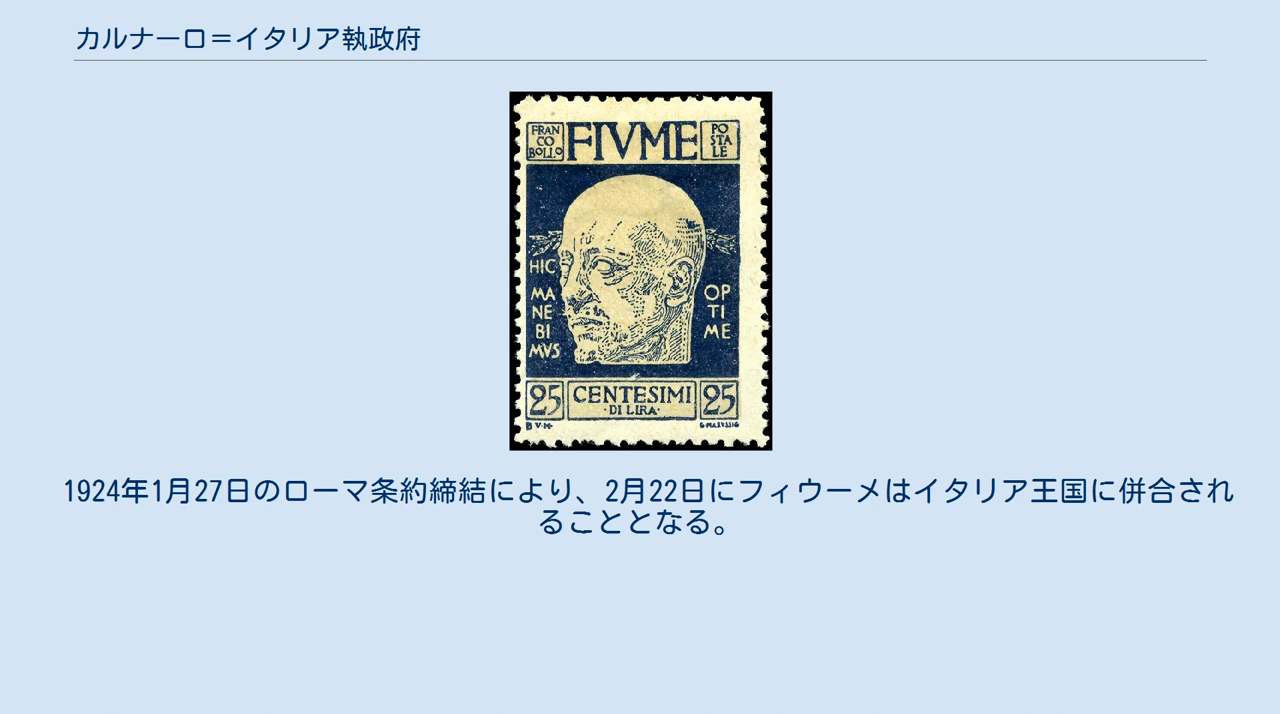 カルナーロ＝イタリア執政府
FRAN
CO
BOLLO
FIVME
PO
STA
LE
HIC
MA
NE
BI
MVS
OP
TI
ME
25
CENTESIMI
·DI LIRA·
25
1924年1月27日のローマ条約締結により、2月22日にフィウーメはイタリア王国に併合され
ることとなる。